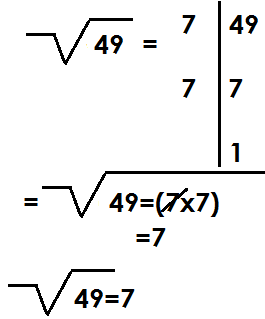 √49 = 7 | 49
7 | 7
1
= √49=(7x7)
=7
√49=7